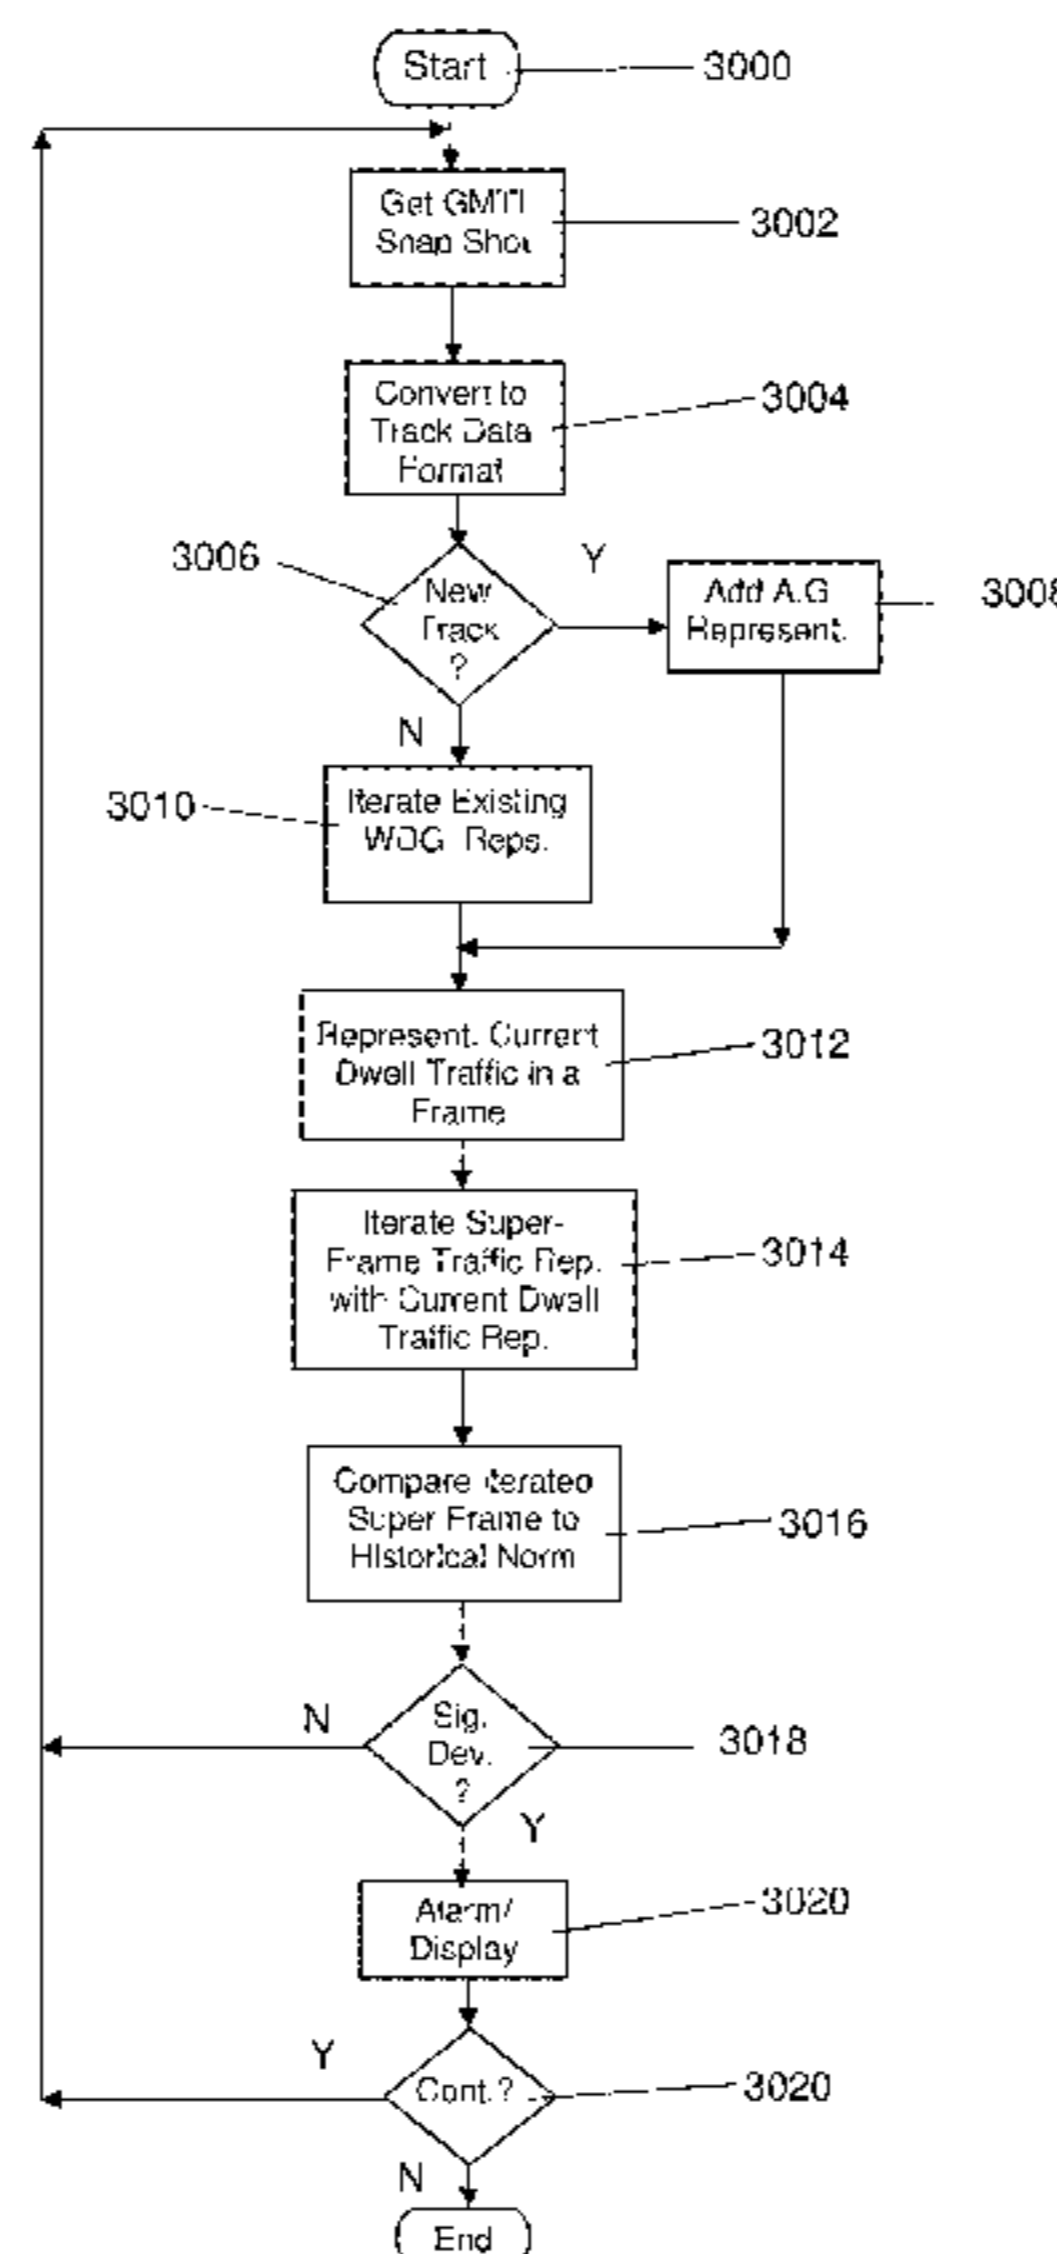 Start
3000
Get GMTI
Snap Shot
3002
Convert to
Track Data
Format
3004
3006
New
Track
?
Y
Add A.G
Represent.
3008
N
3010
Iterate Existing
WDG Reps.
Represent. Current
Dwell Traffic in a
Frame
3012
Iterate Super-
Frame Traffic Rep.
with Current Dwell
Traffic Rep.
3014
Compare Iterated
Super Frame to
Historical Norm
3016
N
Sig.
Dev.
?
3018
Y
Alarm/
Display
3020
Y
Cont.?
3020
N
End